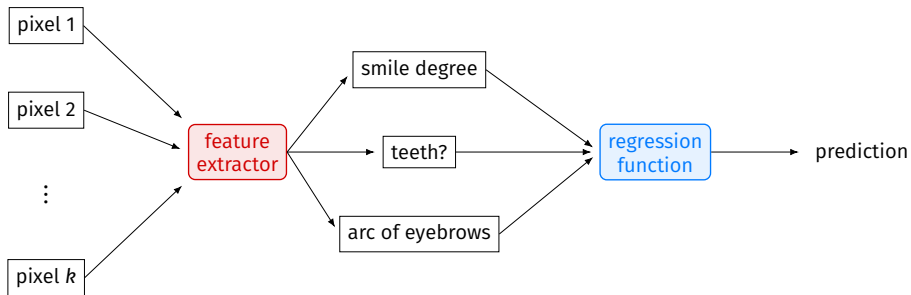 pixel 1
pixel 2
⋮
pixel k
feature
extractor
smile degree
teeth?
arc of eyebrows
regression
function
prediction